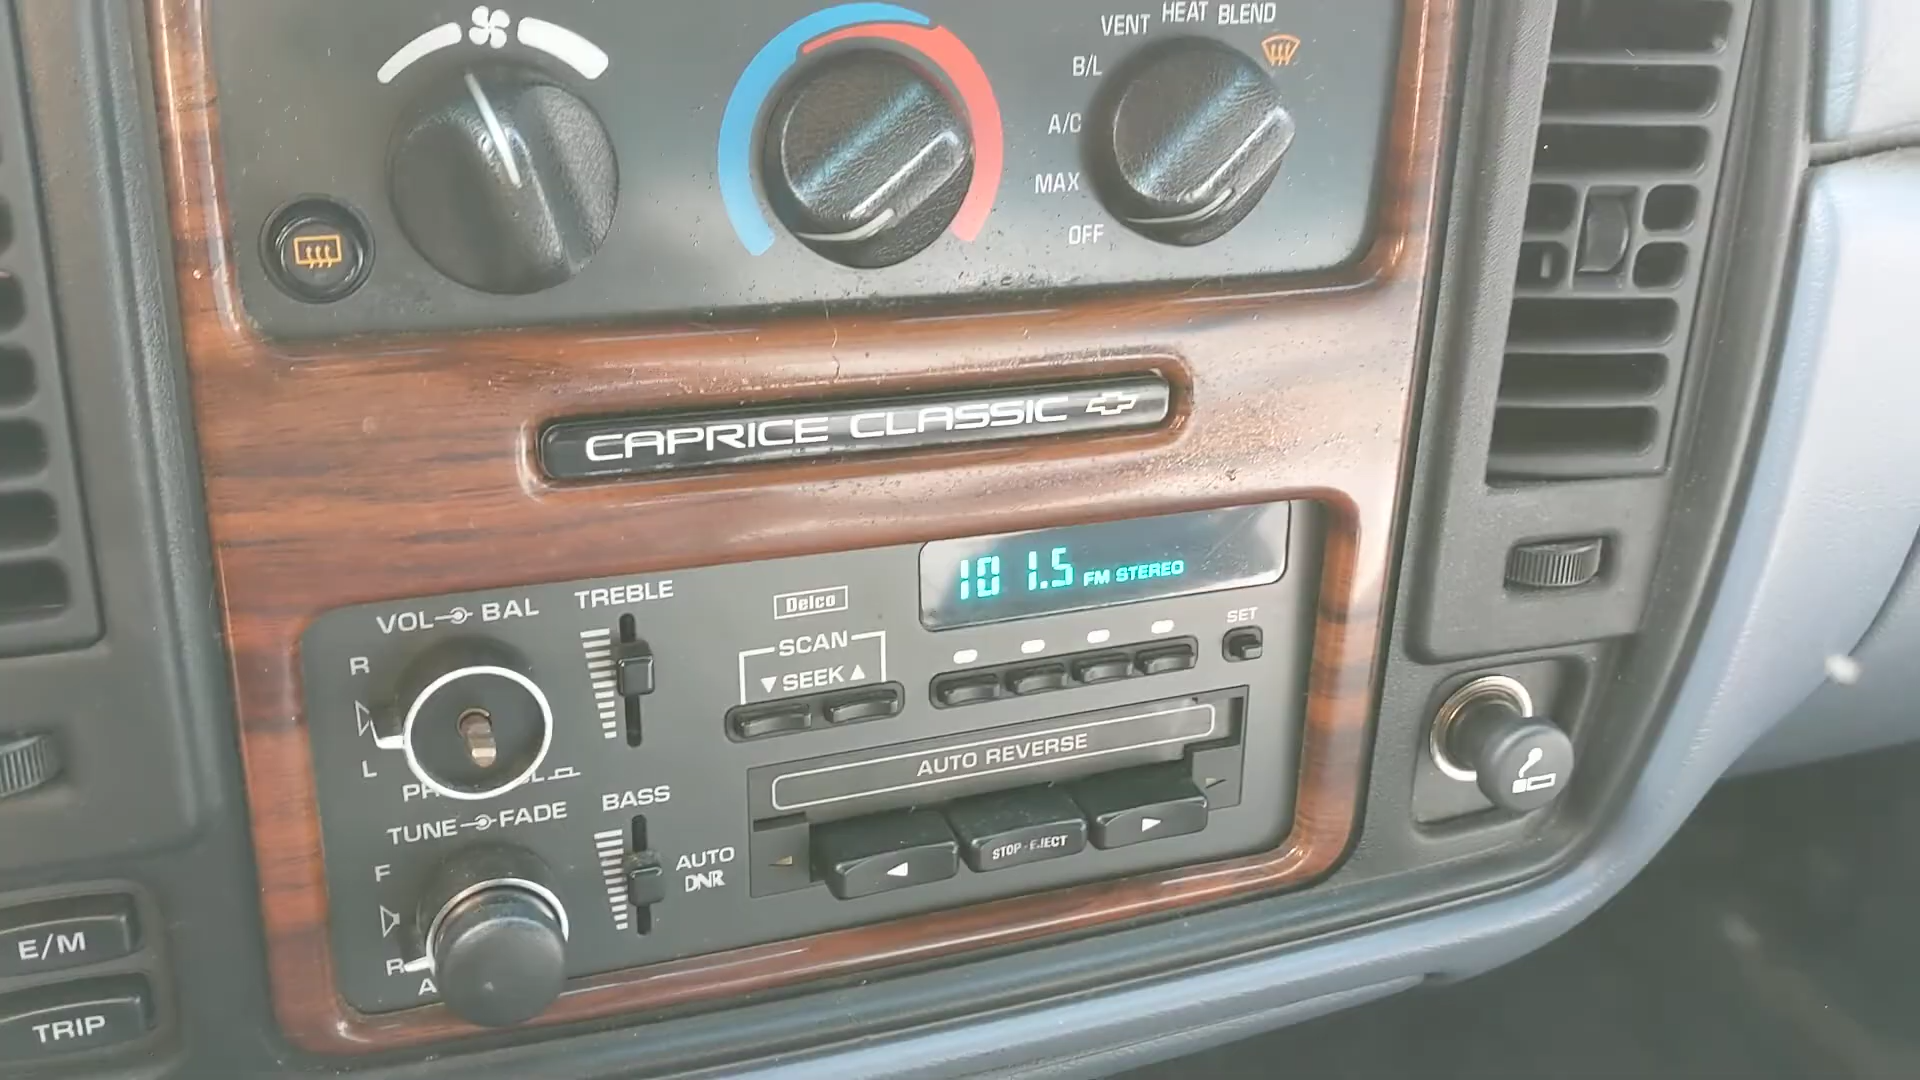 VENT HEAT BLEND
B/L
A/C
MAX
OFF
CAPRICE CLASSIC
101.5 FM STEREO
VOL BAL
TREBLE
Delco
SCAN
▼ SEEK ▲
SET
R
L
AUTO REVERSE
TUNE FADE
BASS
F
AUTO
DNR
STOP-EJECT
R
E/M
TRIP